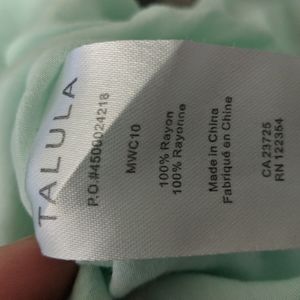 TALULA
P.O.#4500024218
MWC10
100% Rayon
100% Rayonne
Made in China
Fabriqué en Chine
CA 23725
RN 122354